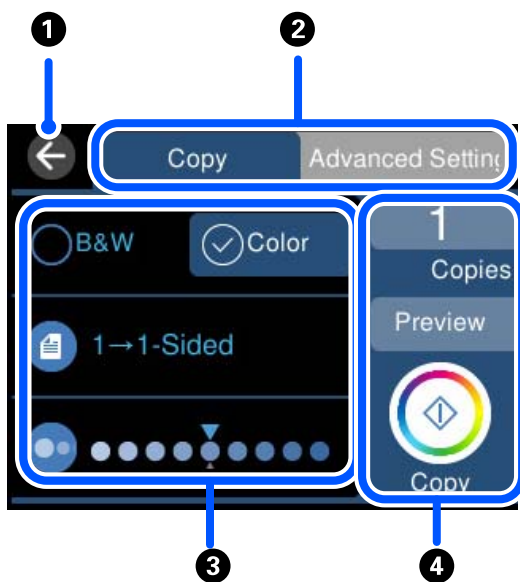 1
2
Copy
Advanced Setting
B&W
Color
1
Copies
1→1-Sided
Preview
Copy
3
4